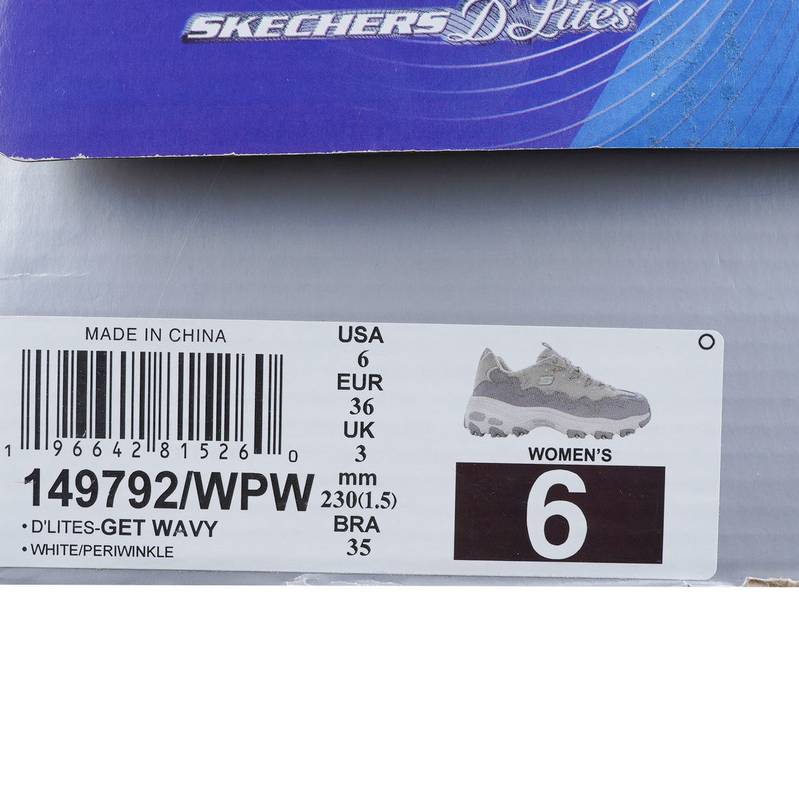 SKECHERS D'Lites
MADE IN CHINA
1 96642 81526 0
149792/WPW
• D'LITES-GET WAVY
• WHITE/PERIWINKLE
USA
6
EUR
36
UK
3
mm
230(1.5)
BRA
35
S
WOMEN'S
6